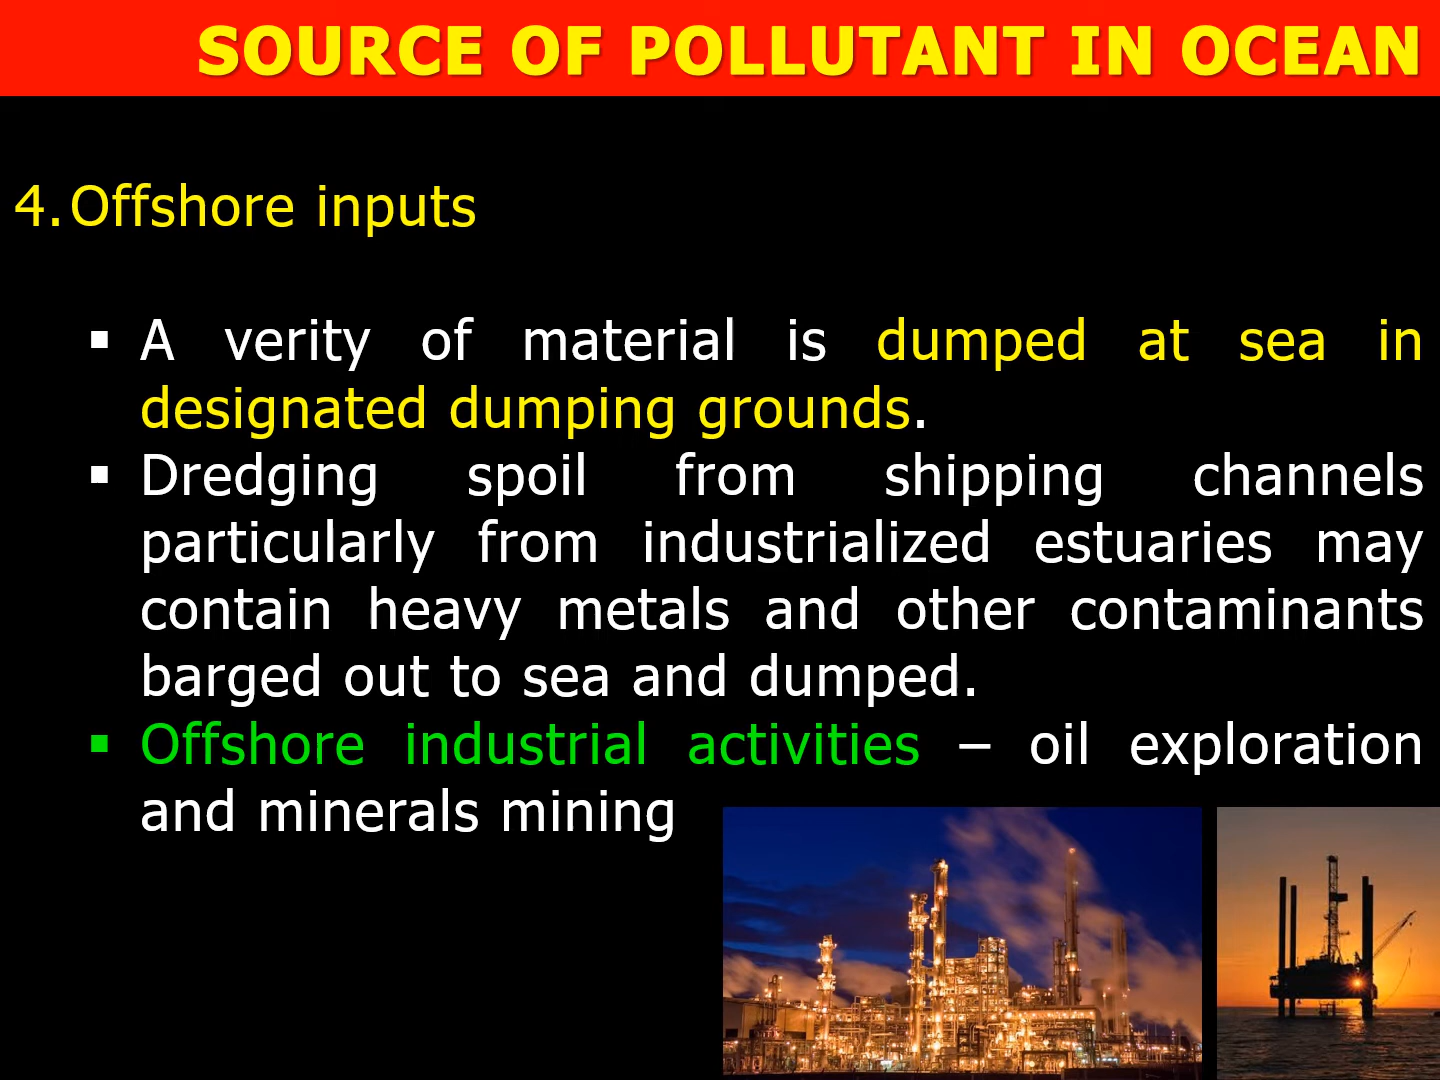 SOURCE OF POLLUTANT IN OCEAN
4. Offshore inputs
▪ A verity of material is dumped at sea in
designated dumping grounds.
▪ Dredging spoil from shipping channels
particularly from industrialized estuaries may
contain heavy metals and other contaminants
barged out to sea and dumped.
▪ Offshore industrial activities – oil exploration
and minerals mining